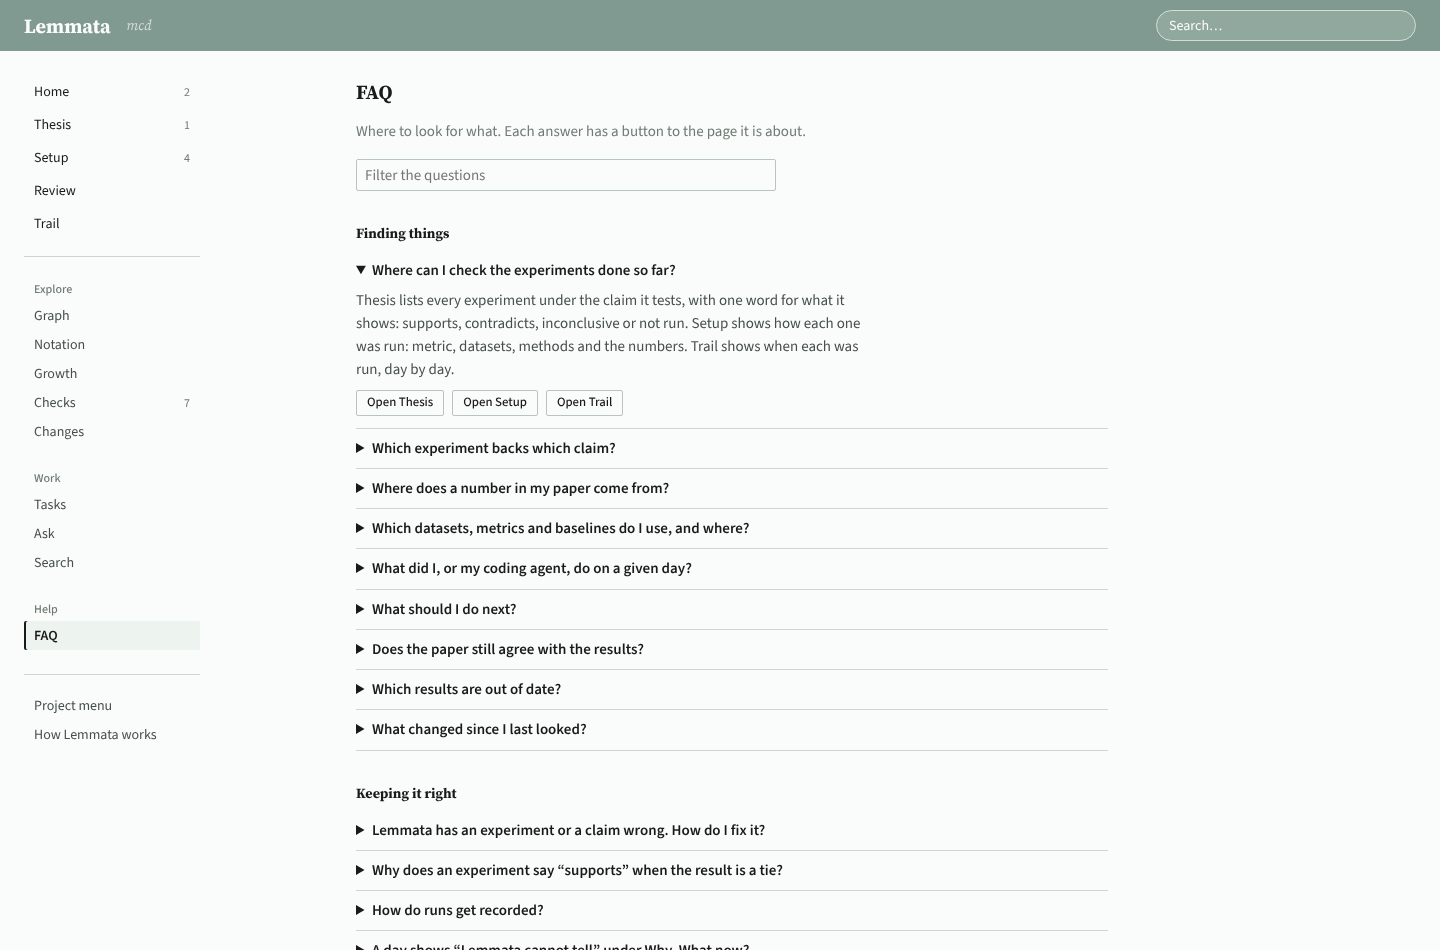 Lemmata mcd
Search…
Home 2
Thesis 1
Setup 4
Review
Trail
Explore
Graph
Notation
Growth
Checks 7
Changes
Work
Tasks
Ask
Search
Help
FAQ
Project menu
How Lemmata works
FAQ
Where to look for what. Each answer has a button to the page it is about.
Filter the questions
Finding things
Where can I check the experiments done so far?
Thesis lists every experiment under the claim it tests, with one word for what it
shows: supports, contradicts, inconclusive or not run. Setup shows how each one
was run: metric, datasets, methods and the numbers. Trail shows when each was
run, day by day.
Open Thesis Open Setup Open Trail
Which experiment backs which claim?
Where does a number in my paper come from?
Which datasets, metrics and baselines do I use, and where?
What did I, or my coding agent, do on a given day?
What should I do next?
Does the paper still agree with the results?
Which results are out of date?
What changed since I last looked?
Keeping it right
Lemmata has an experiment or a claim wrong. How do I fix it?
Why does an experiment say “supports” when the result is a tie?
How do runs get recorded?
A day shows “Lemmata cannot tell” under Why. What now?